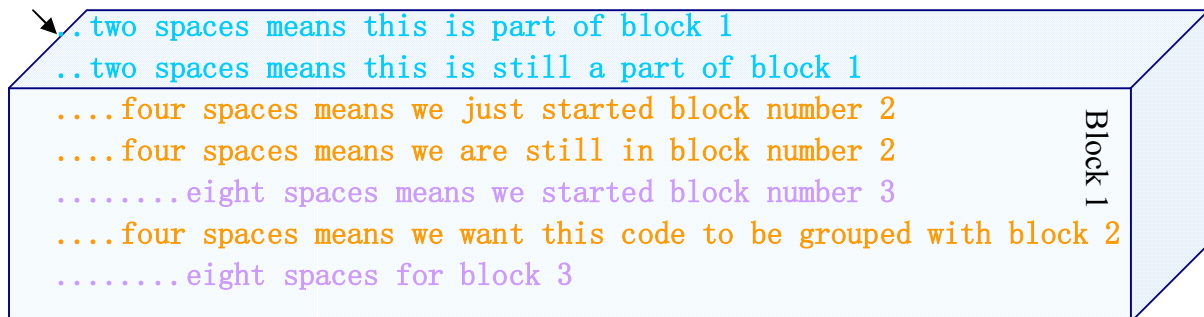 ..two spaces means this is part of block 1
..two spaces means this is still a part of block 1
....four spaces means we just started block number 2
....four spaces means we are still in block number 2
........eight spaces means we started block number 3
....four spaces means we want this code to be grouped with block 2
........eight spaces for block 3
Block 1